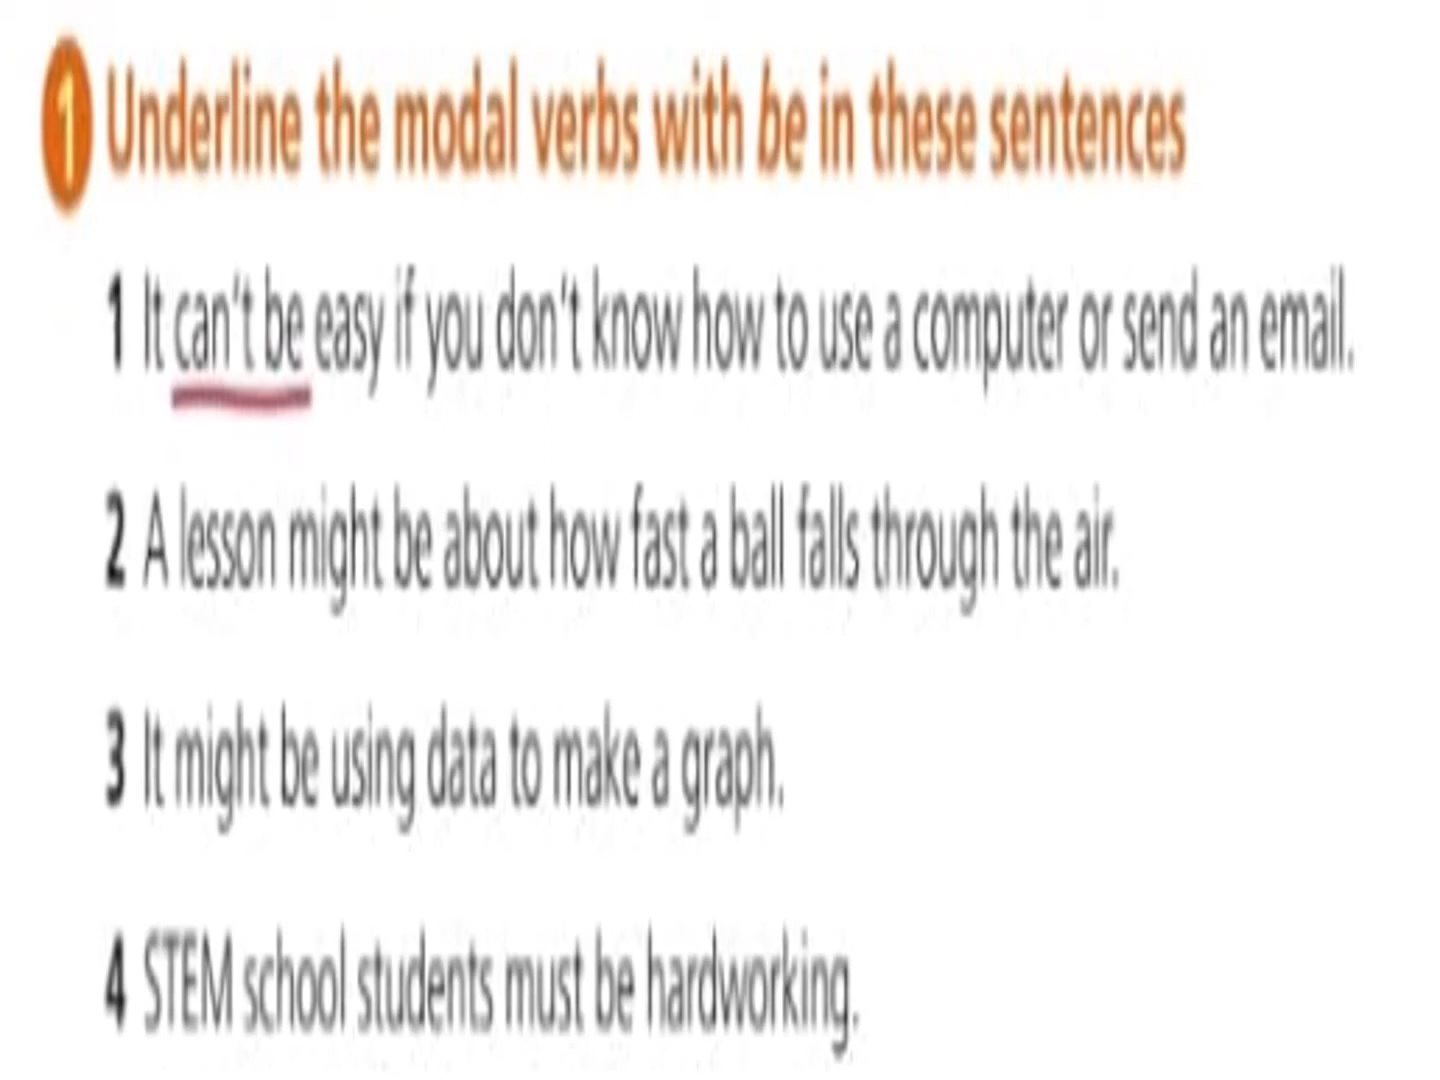 1 Underline the modal verbs with be in these sentences
1 It can't be easy if you don't know how to use a computer or send an email.
2 A lesson might be about how fast a ball falls through the air.
3 It might be using data to make a graph.
4 STEM school students must be hardworking.